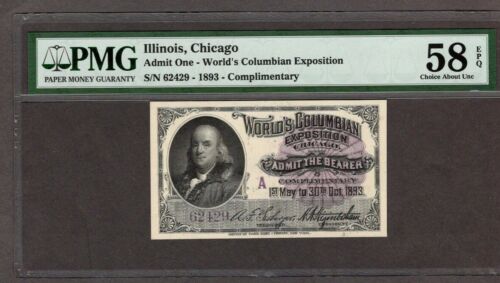 PMG
PAPER MONEY GUARANTY
Illinois, Chicago
Admit One - World's Columbian Exposition
S/N 62429 - 1893 - Complimentary
58 EPQ
Choice About Unc
WORLD'S COLUMBIAN
EXPOSITION
CHICAGO.
ADMIT THE BEARER
A COMPLIMENTARY
1ST May to 30TH Oct. 1893.
62429